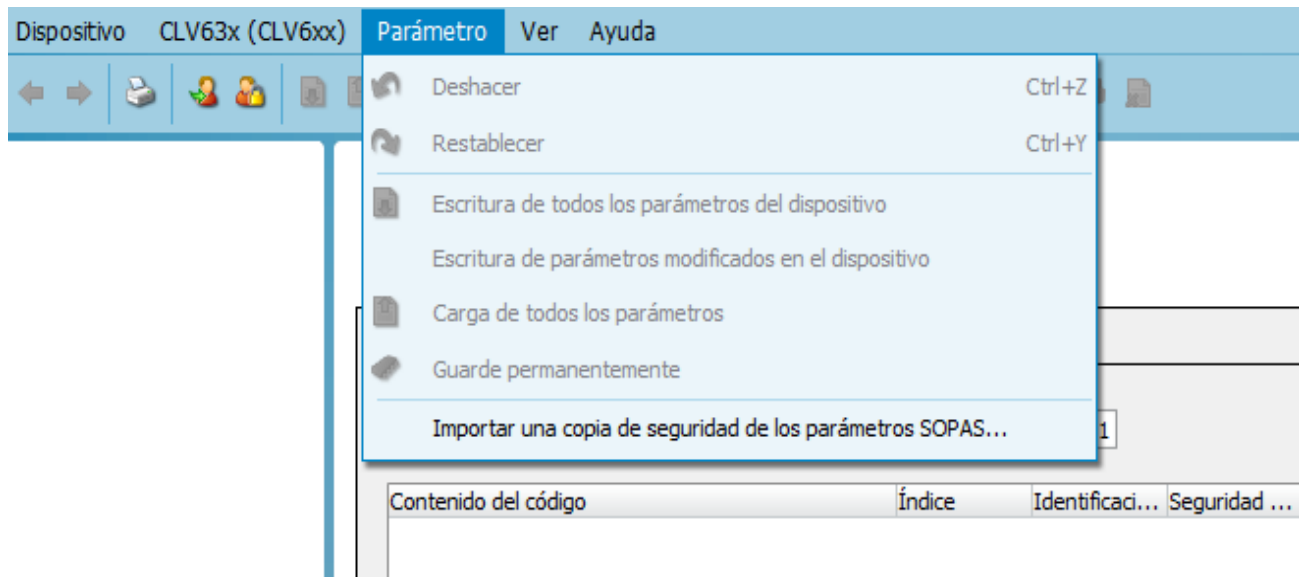 Dispositivo CLV63x (CLV6xx) Parámetro Ver Ayuda
Deshacer Ctrl+Z
Restablecer Ctrl+Y
Escritura de todos los parámetros del dispositivo
Escritura de parámetros modificados en el dispositivo
Carga de todos los parámetros
Guarde permanentemente
Importar una copia de seguridad de los parámetros SOPAS...
1
Contenido del código Índice Identificaci... Seguridad ...